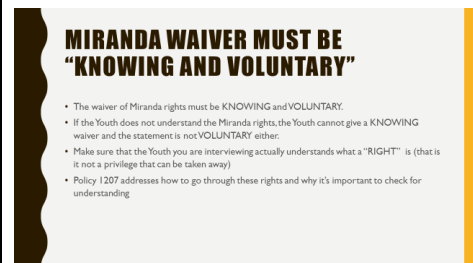 MIRANDA WAIVER MUST BE
“KNOWING AND VOLUNTARY”
• The waiver of Miranda rights must be KNOWING and VOLUNTARY.
• If the Youth does not understand the Miranda rights, the Youth cannot give a KNOWING
waiver and the statement is not VOLUNTARY either.
• Make sure that the Youth you are interviewing actually understands what a “RIGHT” is (that is
it not a privilege that can be taken away)
• Policy 1207 addresses how to go through these rights and why it’s important to check for
understanding